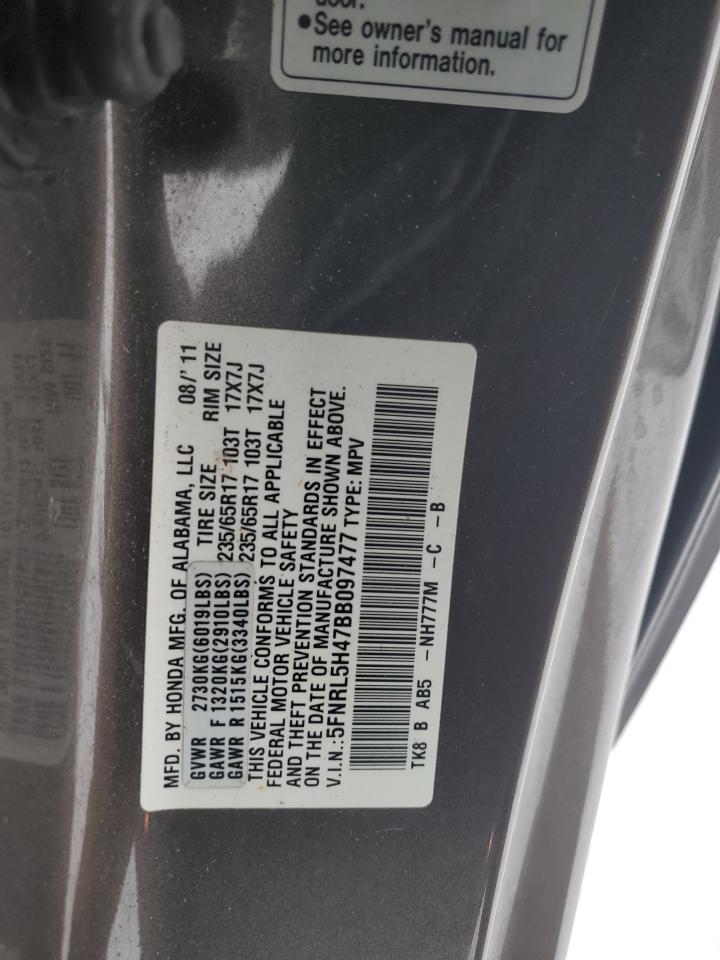 door.
●See owner's manual for
more information.
MFD. BY HONDA MFG. OF ALABAMA, LLC 08/'11
TIRE SIZE RIM SIZE
GVWR 2730KG(6019LBS)
GAWR F 1320KG(2910LBS) 235/65R17 103T 17X7J
GAWR R 1515KG(3340LBS) 235/65R17 103T 17X7J
THIS VEHICLE CONFORMS TO ALL APPLICABLE
FEDERAL MOTOR VEHICLE SAFETY
AND THEFT PREVENTION STANDARDS IN EFFECT
ON THE DATE OF MANUFACTURE SHOWN ABOVE.
V.I.N.:5FNRL5H47BB097477 TYPE: MPV
TK8 B AB5 -NH777M -C -B